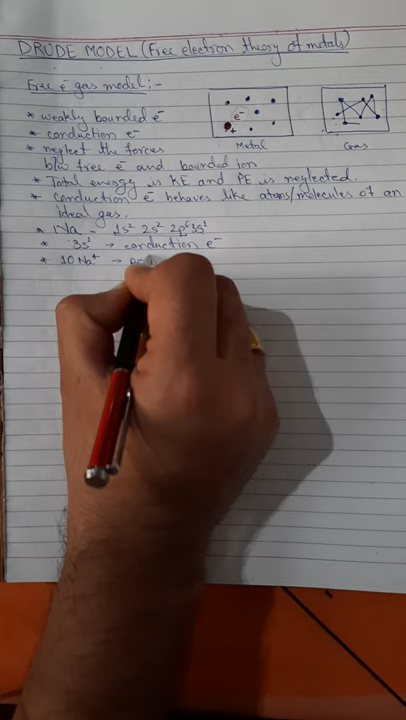 DRUDE MODEL (Free electron theory of metals)
Free e⁻ gas model :-
* weakly bounded e⁻
* conduction e⁻
* neglect the forces
b/w free e⁻ and bounded ion
e⁻
+
Metal
Gas
* Total energy is KE and PE is neglected.
* conduction e⁻ behaves like atoms/molecules of an
ideal gas.
* Na - 1s² 2s² 2p⁶ 3s¹
* 3s¹ → conduction e⁻
* 10 Na⁺ →